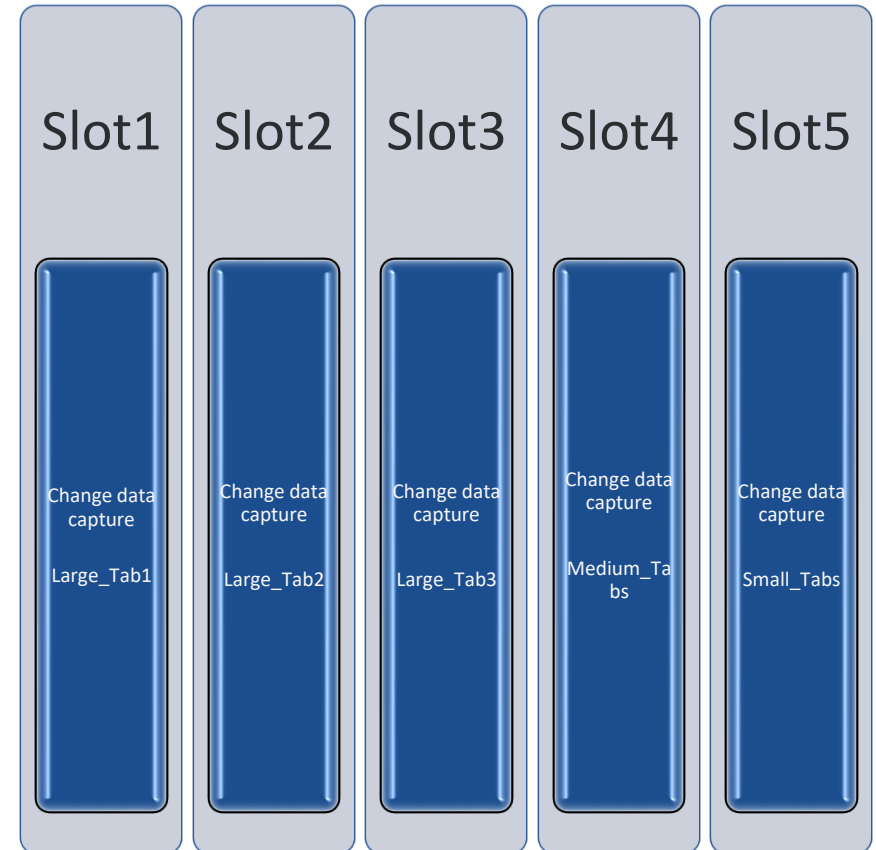 Slot1
Change data
capture
Large_Tab1
Slot2
Change data
capture
Large_Tab2
Slot3
Change data
capture
Large_Tab3
Slot4
Change data
capture
Medium_Ta
bs
Slot5
Change data
capture
Small_Tabs